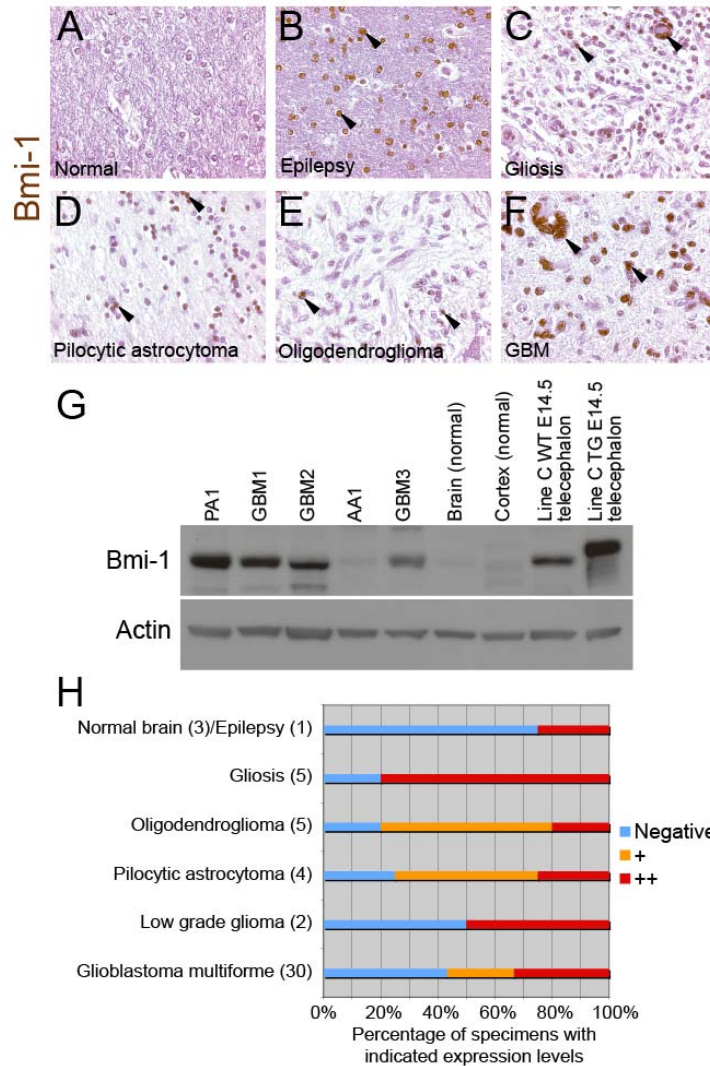 A
B
C
Normal
Epilepsy
Gliosis
Bmi-1
D
E
F
Pilocytic astrocytoma
Oligodendroglioma
GBM
G
PA1
GBM1
GBM2
AA1
GBM3
Brain (normal)
Cortex (normal)
Line C WT E14.5
telecephalon
Line C TG E14.5
telecephalon
Bmi-1
Actin
H
Normal brain (3)/Epilepsy (1)
Gliosis (5)
Oligodendroglioma (5)
Pilocytic astrocytoma (4)
Low grade glioma (2)
Glioblastoma multiforme (30)
Negative
+
++
0% 20% 40% 60% 80% 100%
Percentage of specimens with
indicated expression levels